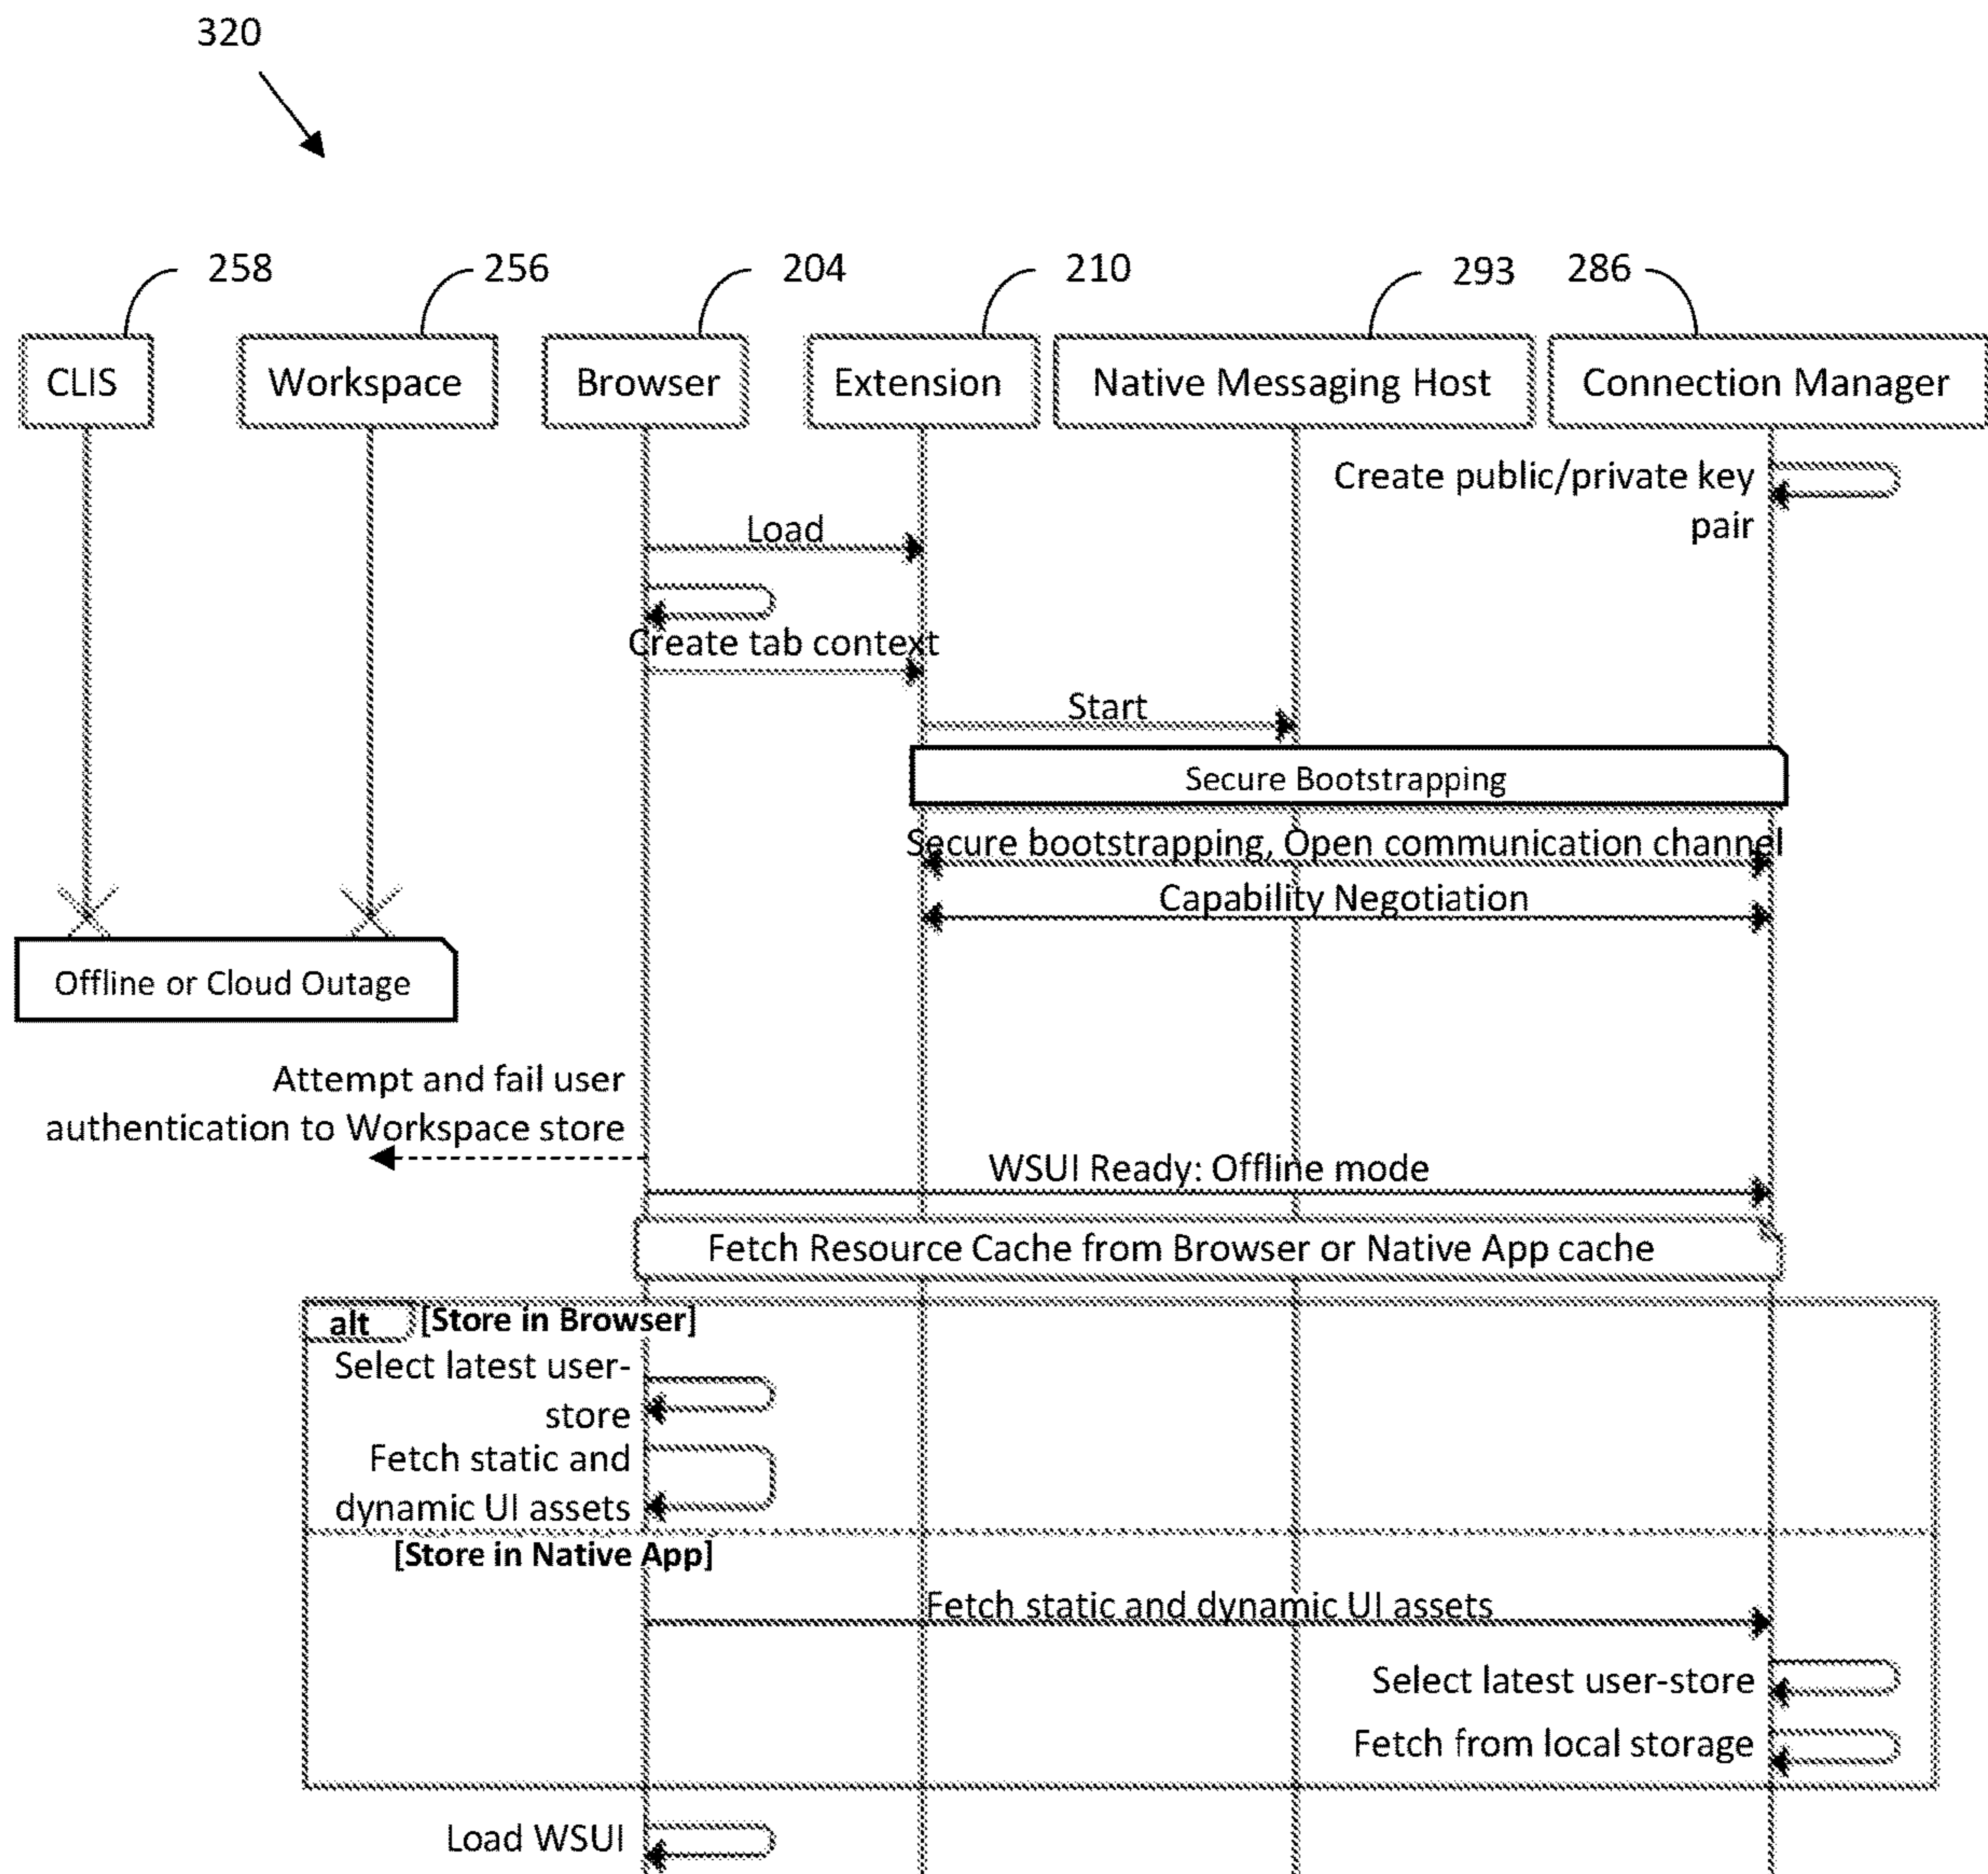 320
258
256
204
210
293
286
CLIS
Workspace
Browser
Extension
Native Messaging Host
Connection Manager
Create public/private key
pair
Load
Create tab context
Start
Secure Bootstrapping
Secure bootstrapping, Open communication channel
Capability Negotiation
Offline or Cloud Outage
Attempt and fail user
authentication to Workspace store
WSUI Ready: Offline mode
Fetch Resource Cache from Browser or Native App cache
alt [Store in Browser]
Select latest user-
store
Fetch static and
dynamic UI assets
[Store in Native App]
Fetch static and dynamic UI assets
Select latest user-store
Fetch from local storage
Load WSUI